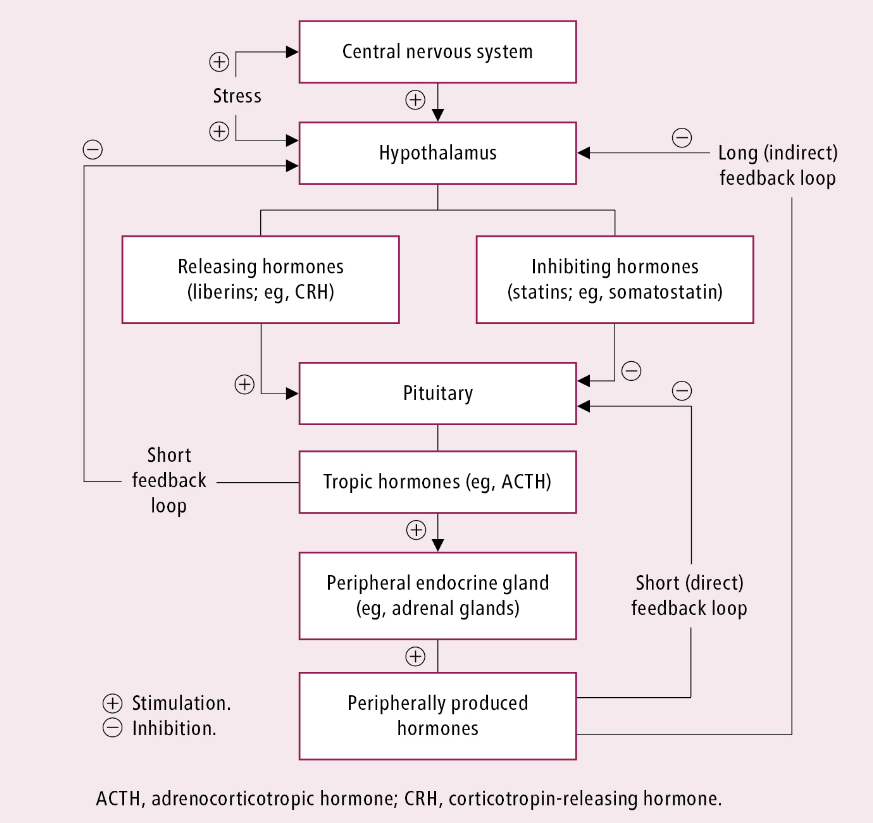 Central nervous system
⊕
Stress
⊕
⊕
Hypothalamus
⊖
⊖
Long (indirect)
feedback loop
Releasing hormones
(liberins; eg, CRH)
Inhibiting hormones
(statins; eg, somatostatin)
⊕
⊖
Pituitary
⊖
Short
feedback
loop
Tropic hormones (eg, ACTH)
⊕
Peripheral endocrine gland
(eg, adrenal glands)
Short (direct)
feedback loop
⊕
Peripherally produced
hormones
⊕ Stimulation.
⊖ Inhibition.
ACTH, adrenocorticotropic hormone; CRH, corticotropin-releasing hormone.